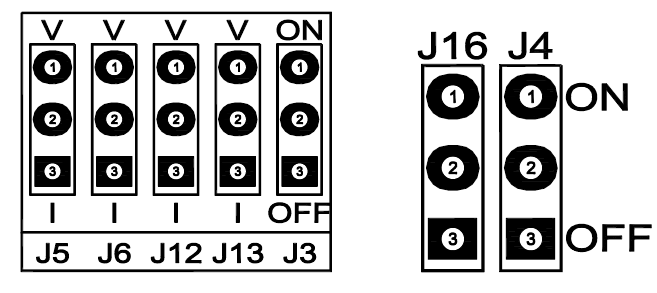 V V V V ON
1 1 1 1 1
2 2 2 2 2
3 3 3 3 3
I I I I OFF
J5 J6 J12 J13 J3
J16 J4
1 1 ON
2 2
3 3 OFF